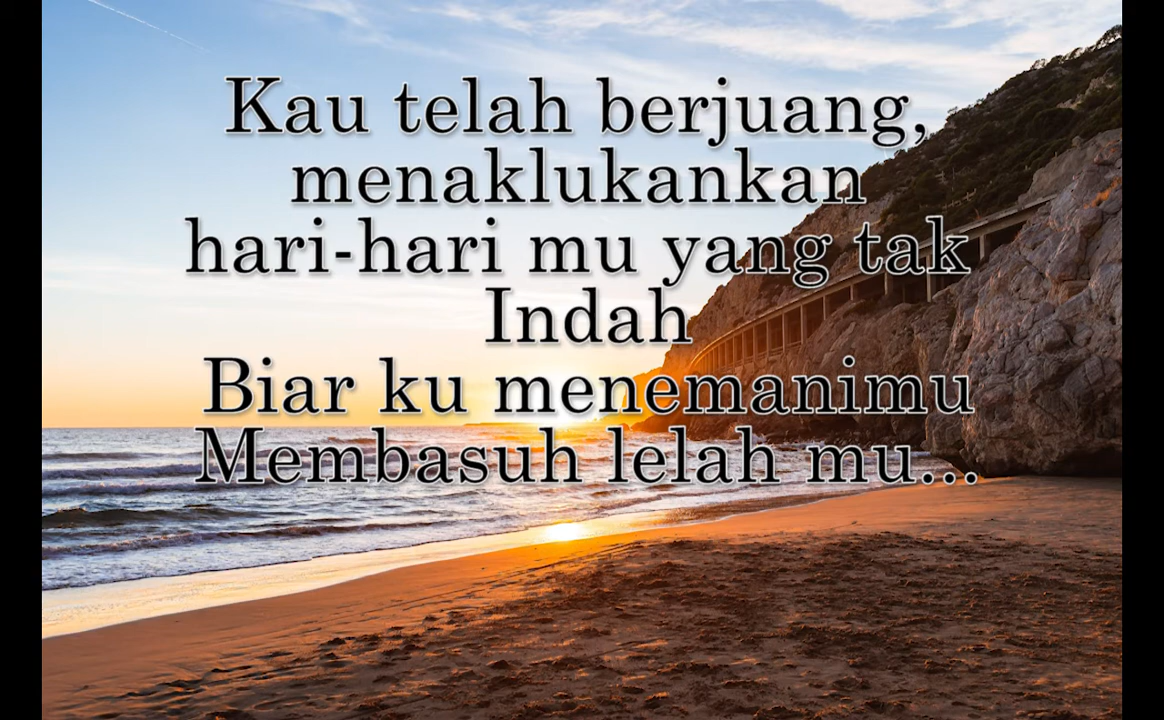 Kau telah berjuang,
menaklukankan
hari-hari mu yang tak
Indah
Biar ku menemanimu
Membasuh lelah mu...